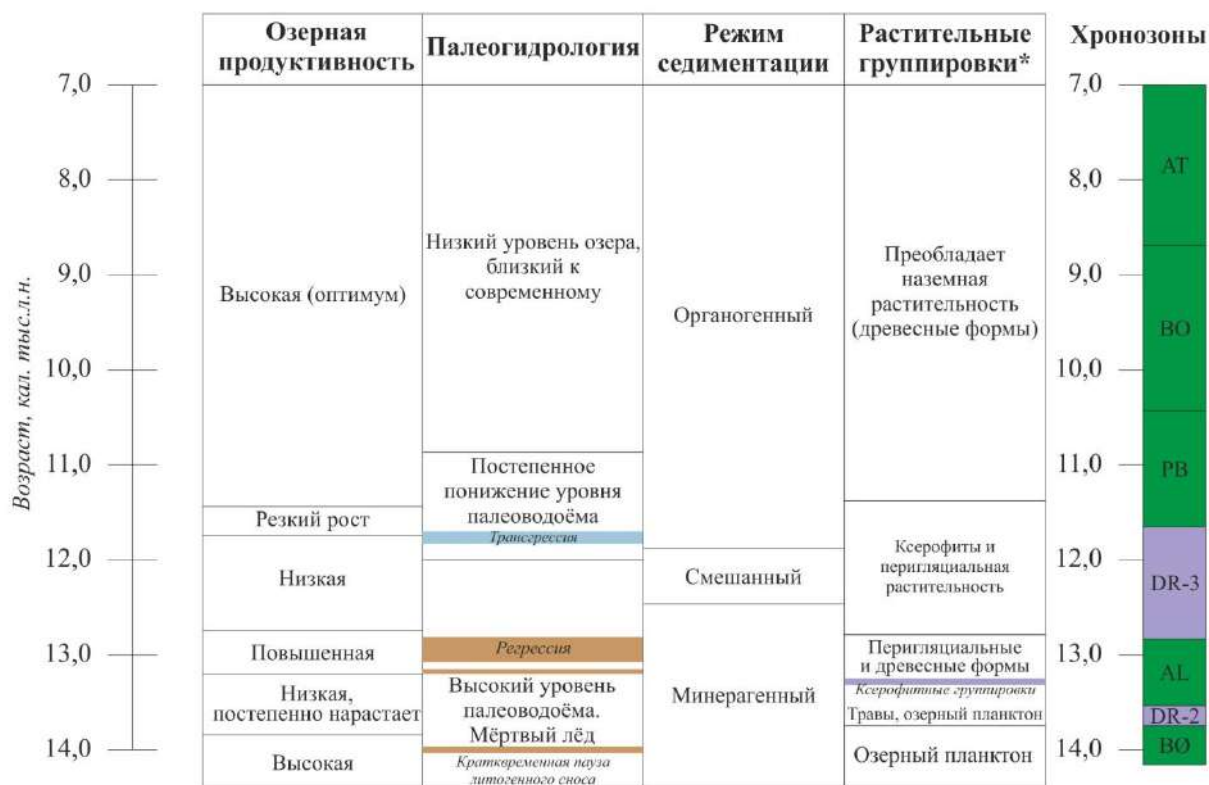 Озерная
продуктивность
Палеогидрология
Режим
седиментации
Растительные
группировки*
Хронозоны
Возраст, кал. тыс.л.н.
7,0
8,0
9,0
10,0
11,0
12,0
13,0
14,0
Высокая (оптимум)
Резкий рост
Низкая
Повышенная
Низкая,
постепенно нарастает
Высокая
Низкий уровень озера,
близкий к
современному
Постепенное
понижение уровня
палеоводоёма
Трансгрессия
Регрессия
Высокий уровень
палеоводоёма.
Мёртвый лёд
Кратквременная пауза
литогенного сноса
Органогенный
Смешанный
Минерагенный
Преобладает
наземная
растительность
(древесные формы)
Ксерофиты и
перигляциальная
растительность
Перигляциальные
и древесные формы
Ксерофитные группировки
Травы, озерный планктон
Озерный планктон
7,0
8,0
9,0
10,0
11,0
12,0
13,0
14,0
AT
BO
PB
DR-3
AL
DR-2
BØ